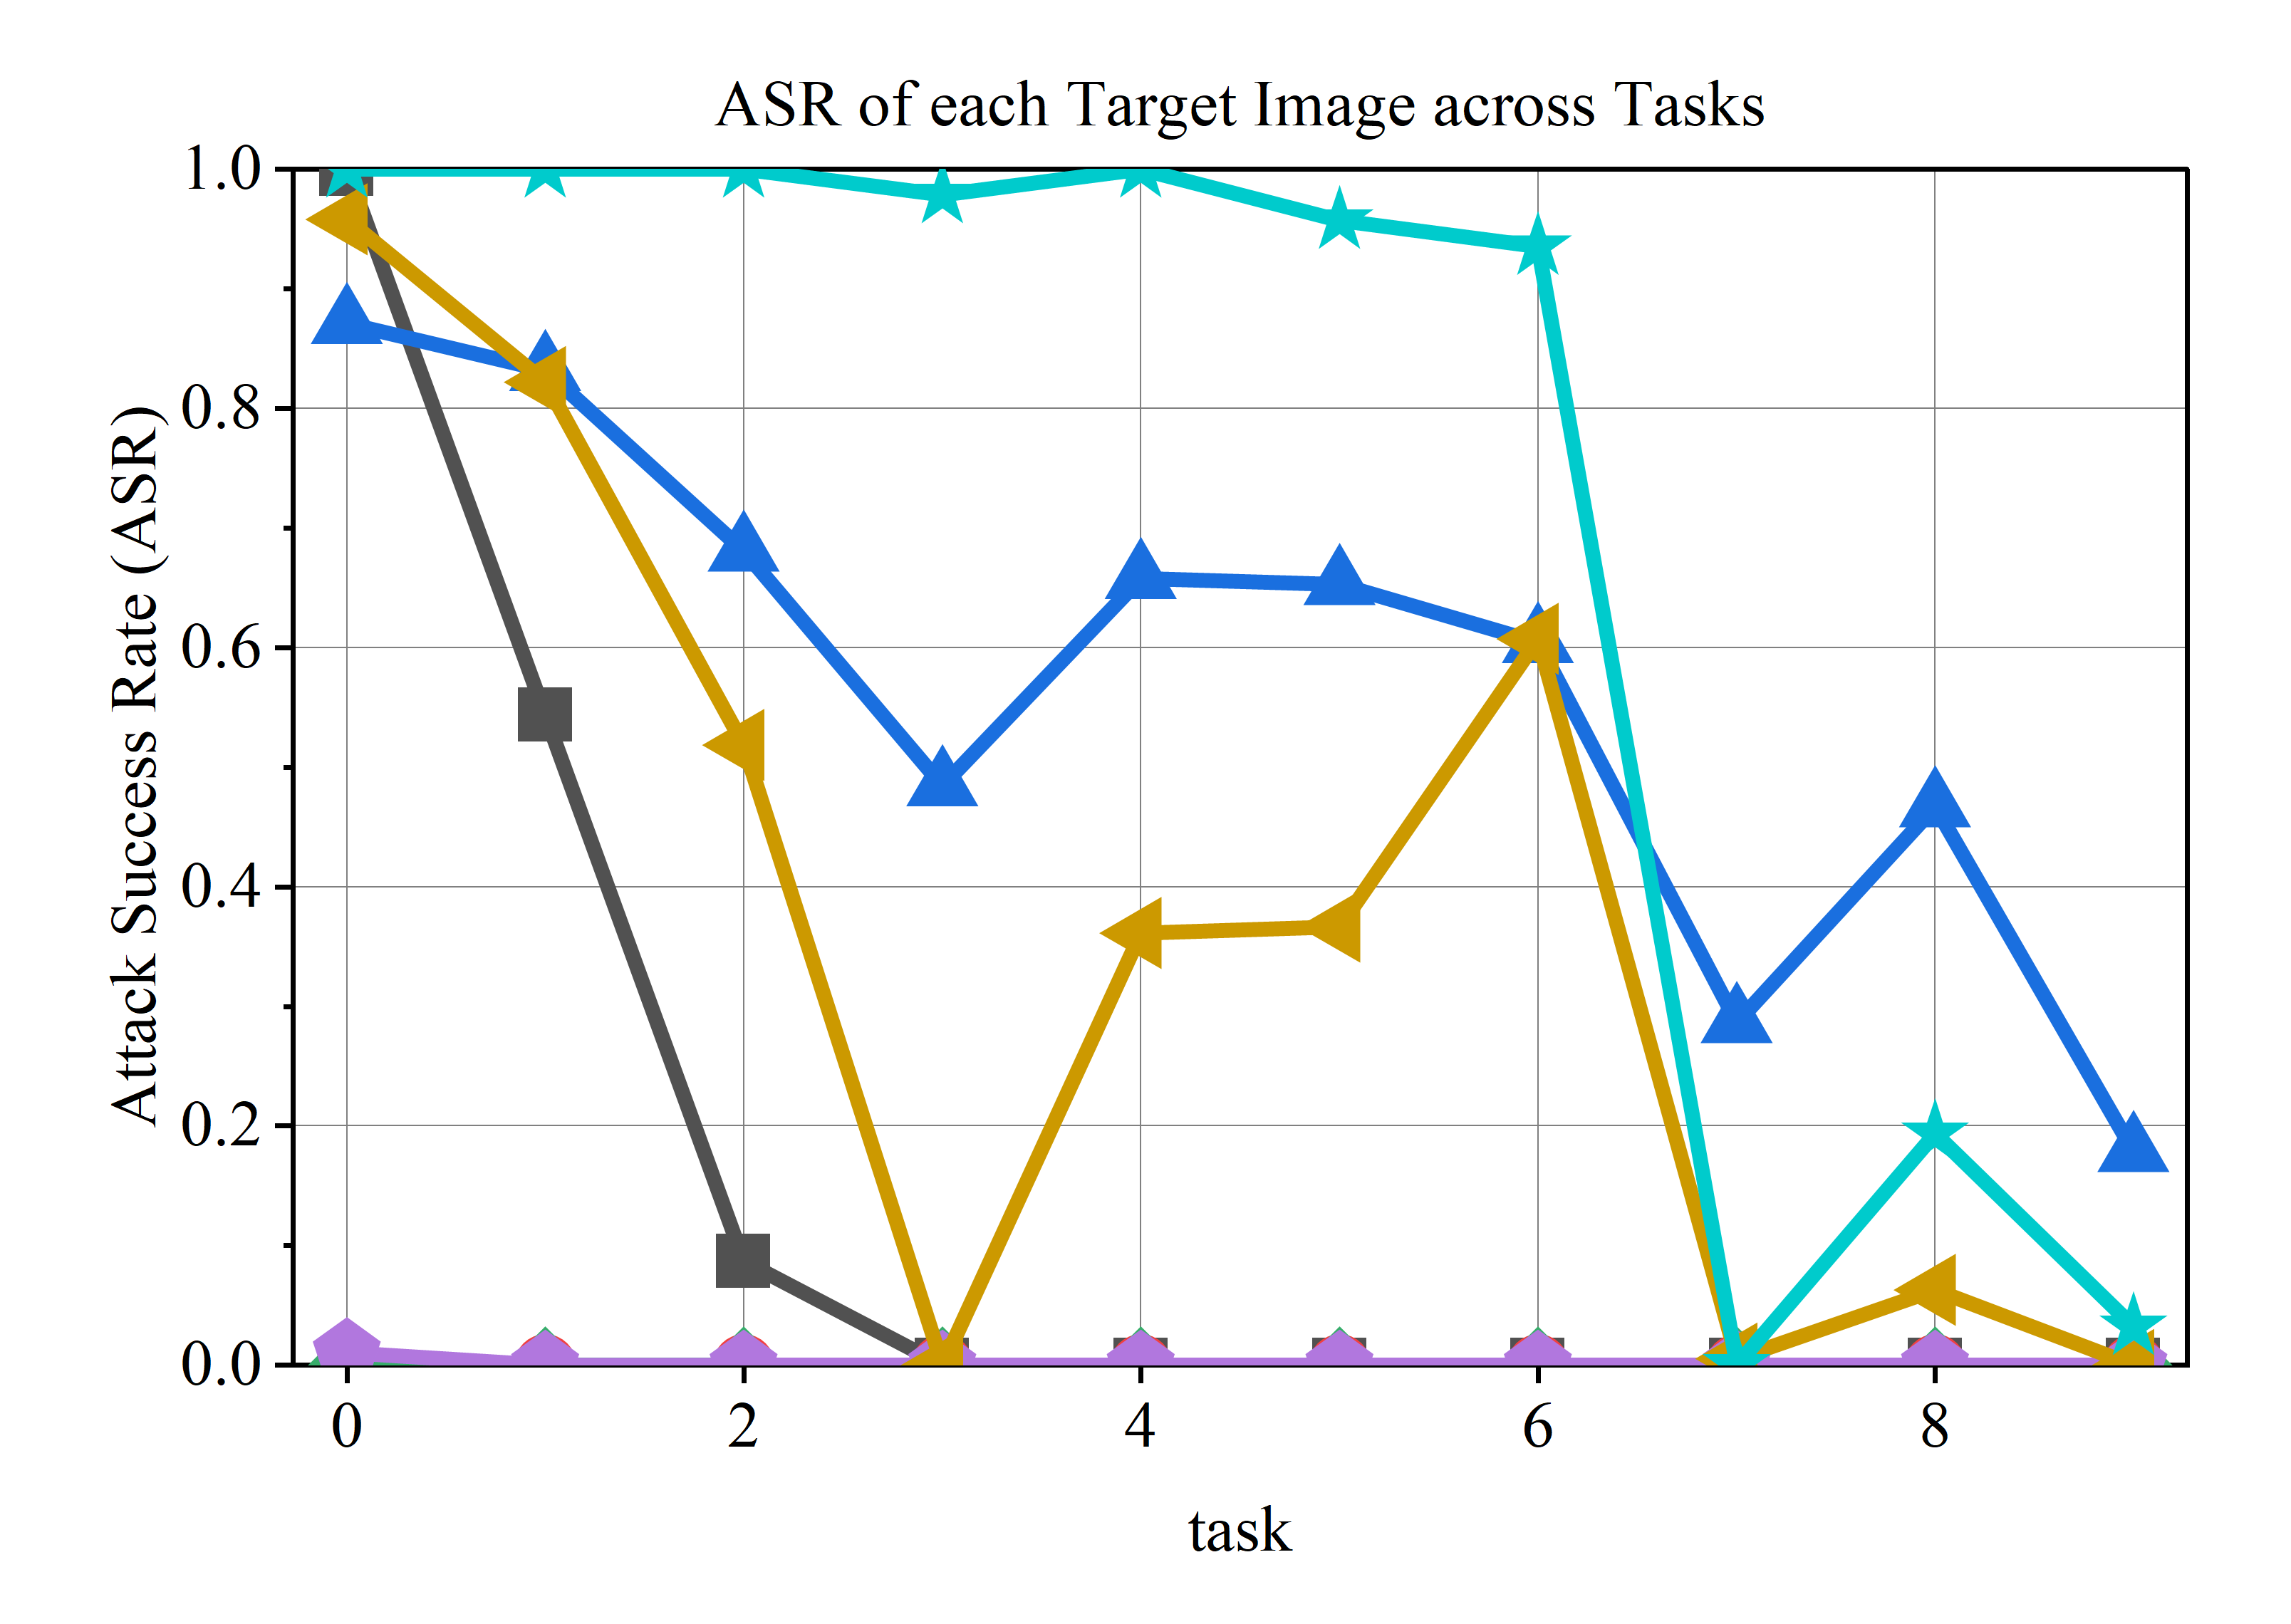 ASR of each Target Image across Tasks
Attack Success Rate (ASR)
1.0
0.8
0.6
0.4
0.2
0.0
0 2 4 6 8
task